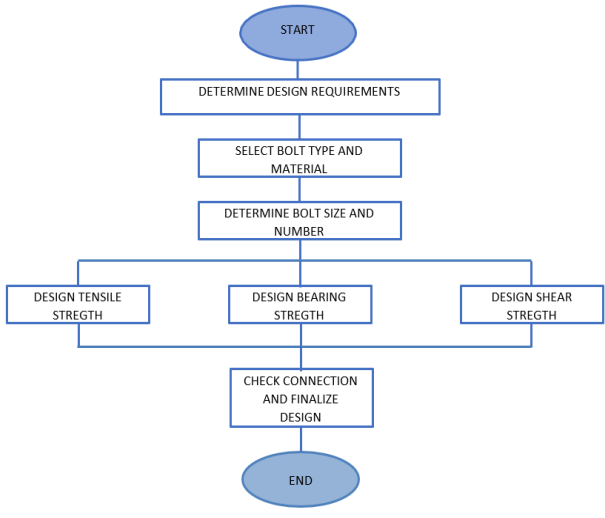 START
DETERMINE DESIGN REQUIREMENTS
SELECT BOLT TYPE AND
MATERIAL
DETERMINE BOLT SIZE AND
NUMBER
DESIGN TENSILE
STREGTH
DESIGN BEARING
STREGTH
DESIGN SHEAR
STREGTH
CHECK CONNECTION
AND FINALIZE
DESIGN
END